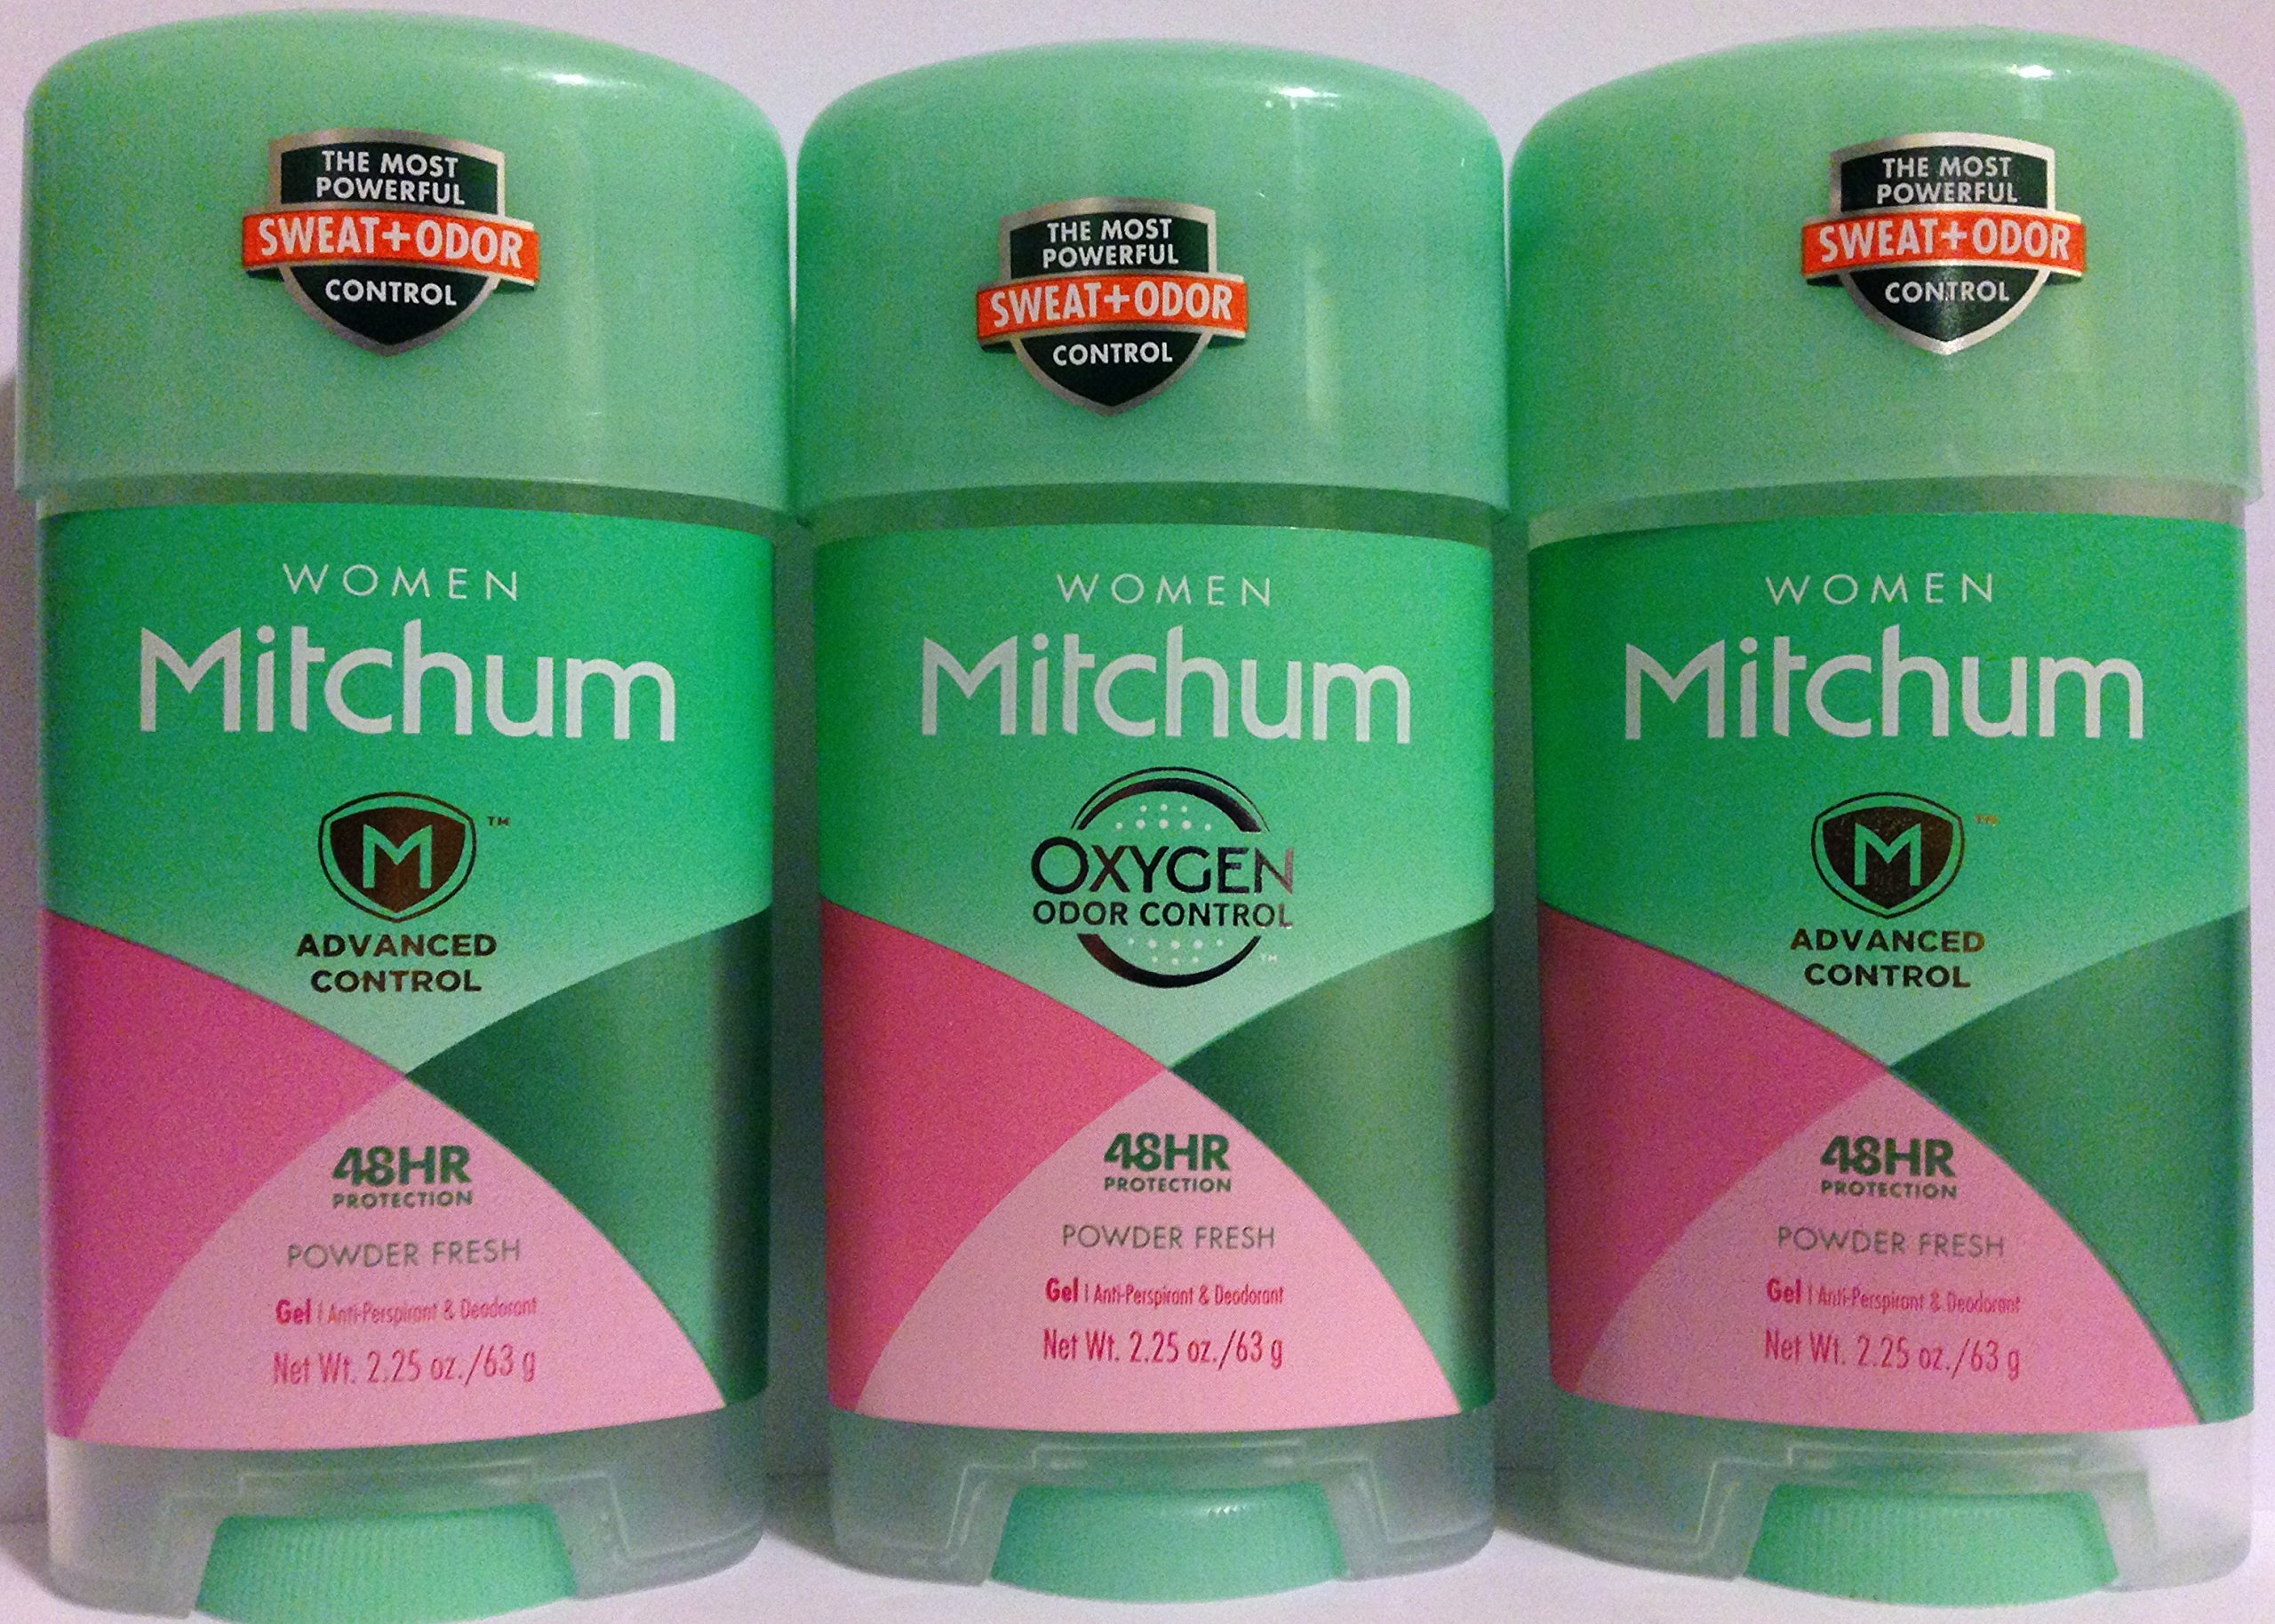 THE MOST
POWERFUL
SWEAT+ODOR
CONTROL
WOMEN
Mitchum
M ™
ADVANCED
CONTROL
48HR
PROTECTION
POWDER FRESH
Gel | Anti-Perspirant & Deodorant
Net Wt. 2.25 oz./63 g
THE MOST
POWERFUL
SWEAT+ODOR
CONTROL
WOMEN
Mitchum
OXYGEN
ODOR CONTROL
™
48HR
PROTECTION
POWDER FRESH
Gel | Anti-Perspirant & Deodorant
Net Wt. 2.25 oz./63 g
THE MOST
POWERFUL
SWEAT+ODOR
CONTROL
WOMEN
Mitchum
M ™
ADVANCED
CONTROL
48HR
PROTECTION
POWDER FRESH
Gel | Anti-Perspirant & Deodorant
Net Wt. 2.25 oz./63 g